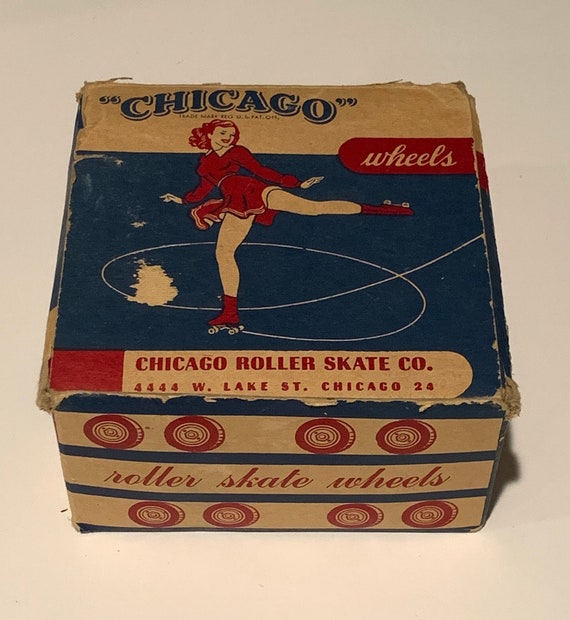 "CHICAGO"
TRADE MARK REG. U. S. PAT. OFF.
wheels
CHICAGO ROLLER SKATE CO.
4444 W. LAKE ST. CHICAGO 24
roller skate wheels